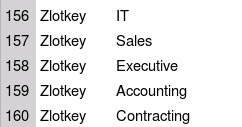 156 Zlotkey IT
157 Zlotkey Sales
158 Zlotkey Executive
159 Zlotkey Accounting
160 Zlotkey Contracting